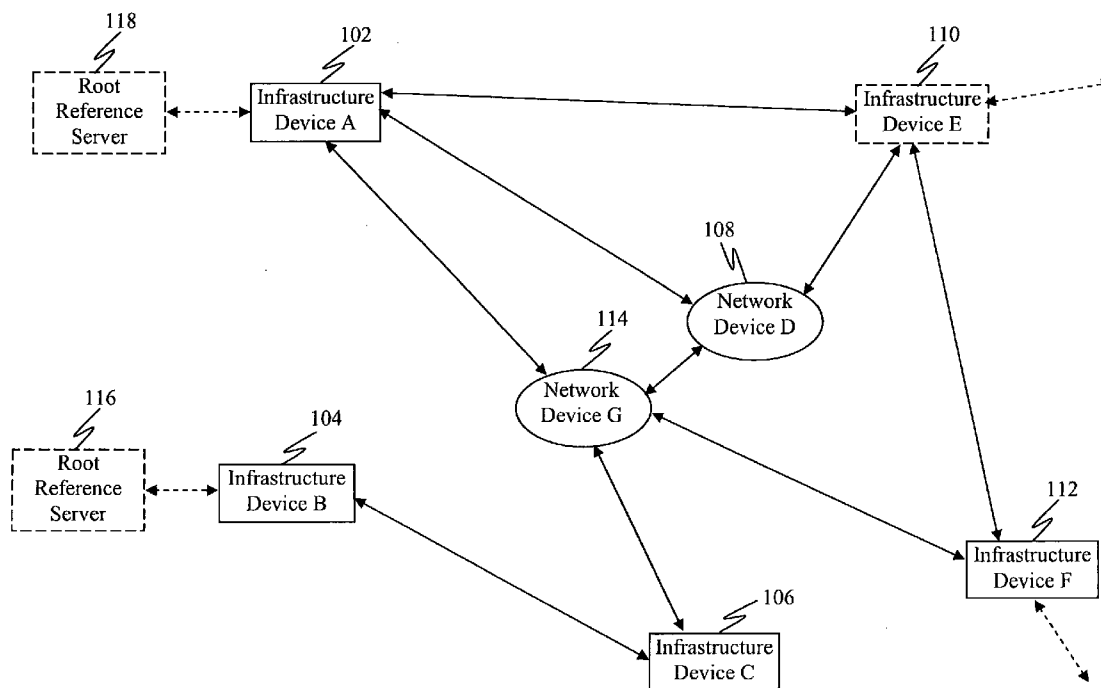 118
Root
Reference
Server
102
Infrastructure
Device A
110
Infrastructure
Device E
108
Network
Device D
114
Network
Device G
116
Root
Reference
Server
104
Infrastructure
Device B
112
Infrastructure
Device F
106
Infrastructure
Device C